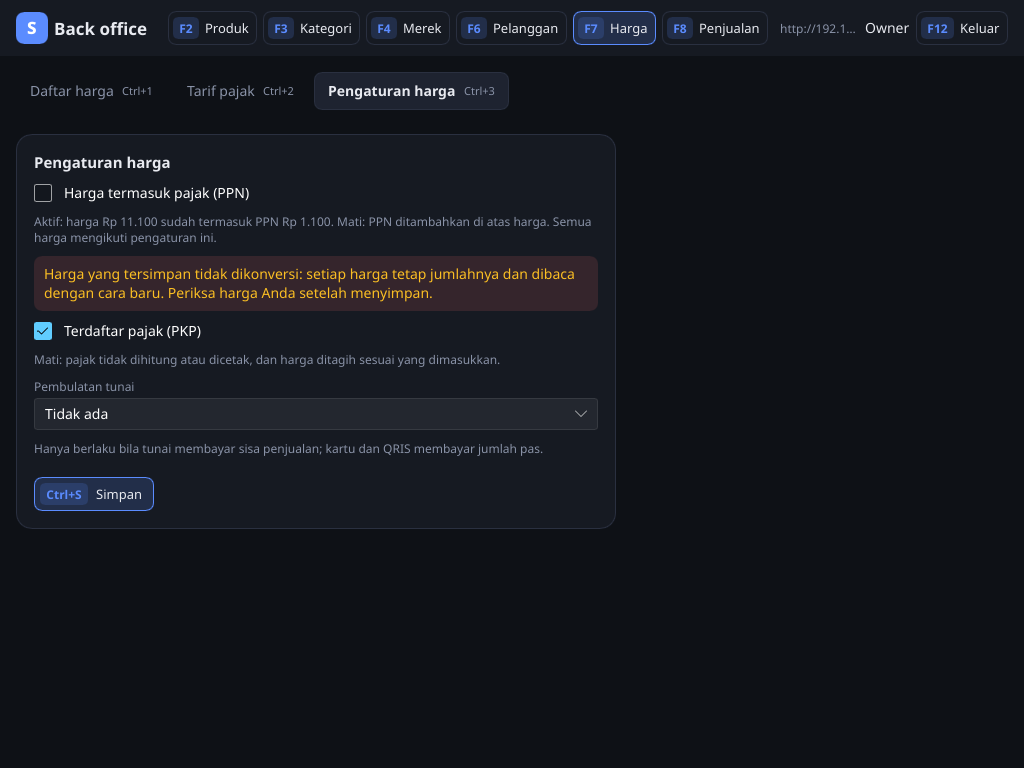 S Back office F2 Produk F3 Kategori F4 Merek F6 Pelanggan F7 Harga F8 Penjualan http://192.1... Owner F12 Keluar
Daftar harga Ctrl+1 Tarif pajak Ctrl+2 Pengaturan harga Ctrl+3
Pengaturan harga
Harga termasuk pajak (PPN)
Aktif: harga Rp 11.100 sudah termasuk PPN Rp 1.100. Mati: PPN ditambahkan di atas harga. Semua
harga mengikuti pengaturan ini.
Harga yang tersimpan tidak dikonversi: setiap harga tetap jumlahnya dan dibaca
dengan cara baru. Periksa harga Anda setelah menyimpan.
Terdaftar pajak (PKP)
Mati: pajak tidak dihitung atau dicetak, dan harga ditagih sesuai yang dimasukkan.
Pembulatan tunai
Tidak ada
Hanya berlaku bila tunai membayar sisa penjualan; kartu dan QRIS membayar jumlah pas.
Ctrl+S Simpan